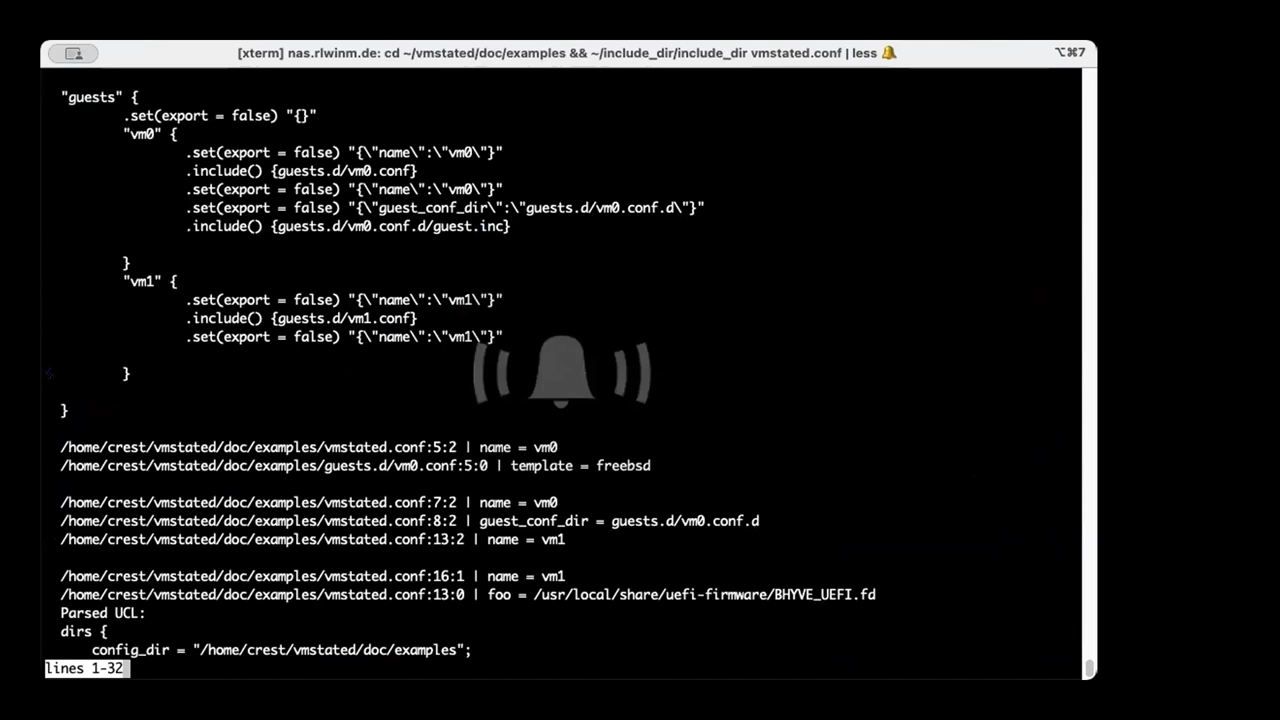 [xterm] nas.rlwinm.de: cd ~/vmstated/doc/examples && ~/include_dir/include_dir vmstated.conf | less 🔔
⌥⌘7
"guests" {
.set(export = false) "{}"
"vm0" {
.set(export = false) "{\"name\":\"vm0\"}"
.include() {guests.d/vm0.conf}
.set(export = false) "{\"name\":\"vm0\"}"
.set(export = false) "{\"guest_conf_dir\":\"guests.d/vm0.conf.d\"}"
.include() {guests.d/vm0.conf.d/guest.inc}
}
"vm1" {
.set(export = false) "{\"name\":\"vm1\"}"
.include() {guests.d/vm1.conf}
.set(export = false) "{\"name\":\"vm1\"}"
}
}
/home/crest/vmstated/doc/examples/vmstated.conf:5:2 | name = vm0
/home/crest/vmstated/doc/examples/guests.d/vm0.conf:5:0 | template = freebsd
/home/crest/vmstated/doc/examples/vmstated.conf:7:2 | name = vm0
/home/crest/vmstated/doc/examples/vmstated.conf:8:2 | guest_conf_dir = guests.d/vm0.conf.d
/home/crest/vmstated/doc/examples/vmstated.conf:13:2 | name = vm1
/home/crest/vmstated/doc/examples/vmstated.conf:16:1 | name = vm1
/home/crest/vmstated/doc/examples/vmstated.conf:13:0 | foo = /usr/local/share/uefi-firmware/BHYVE_UEFI.fd
Parsed UCL:
dirs {
config_dir = "/home/crest/vmstated/doc/examples";
lines 1-32